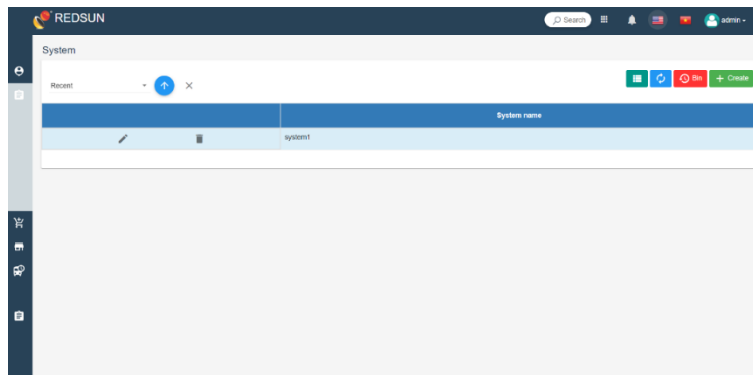 REDSUN
Search
admin
System
Recent
Bin
+ Create
System name
system1